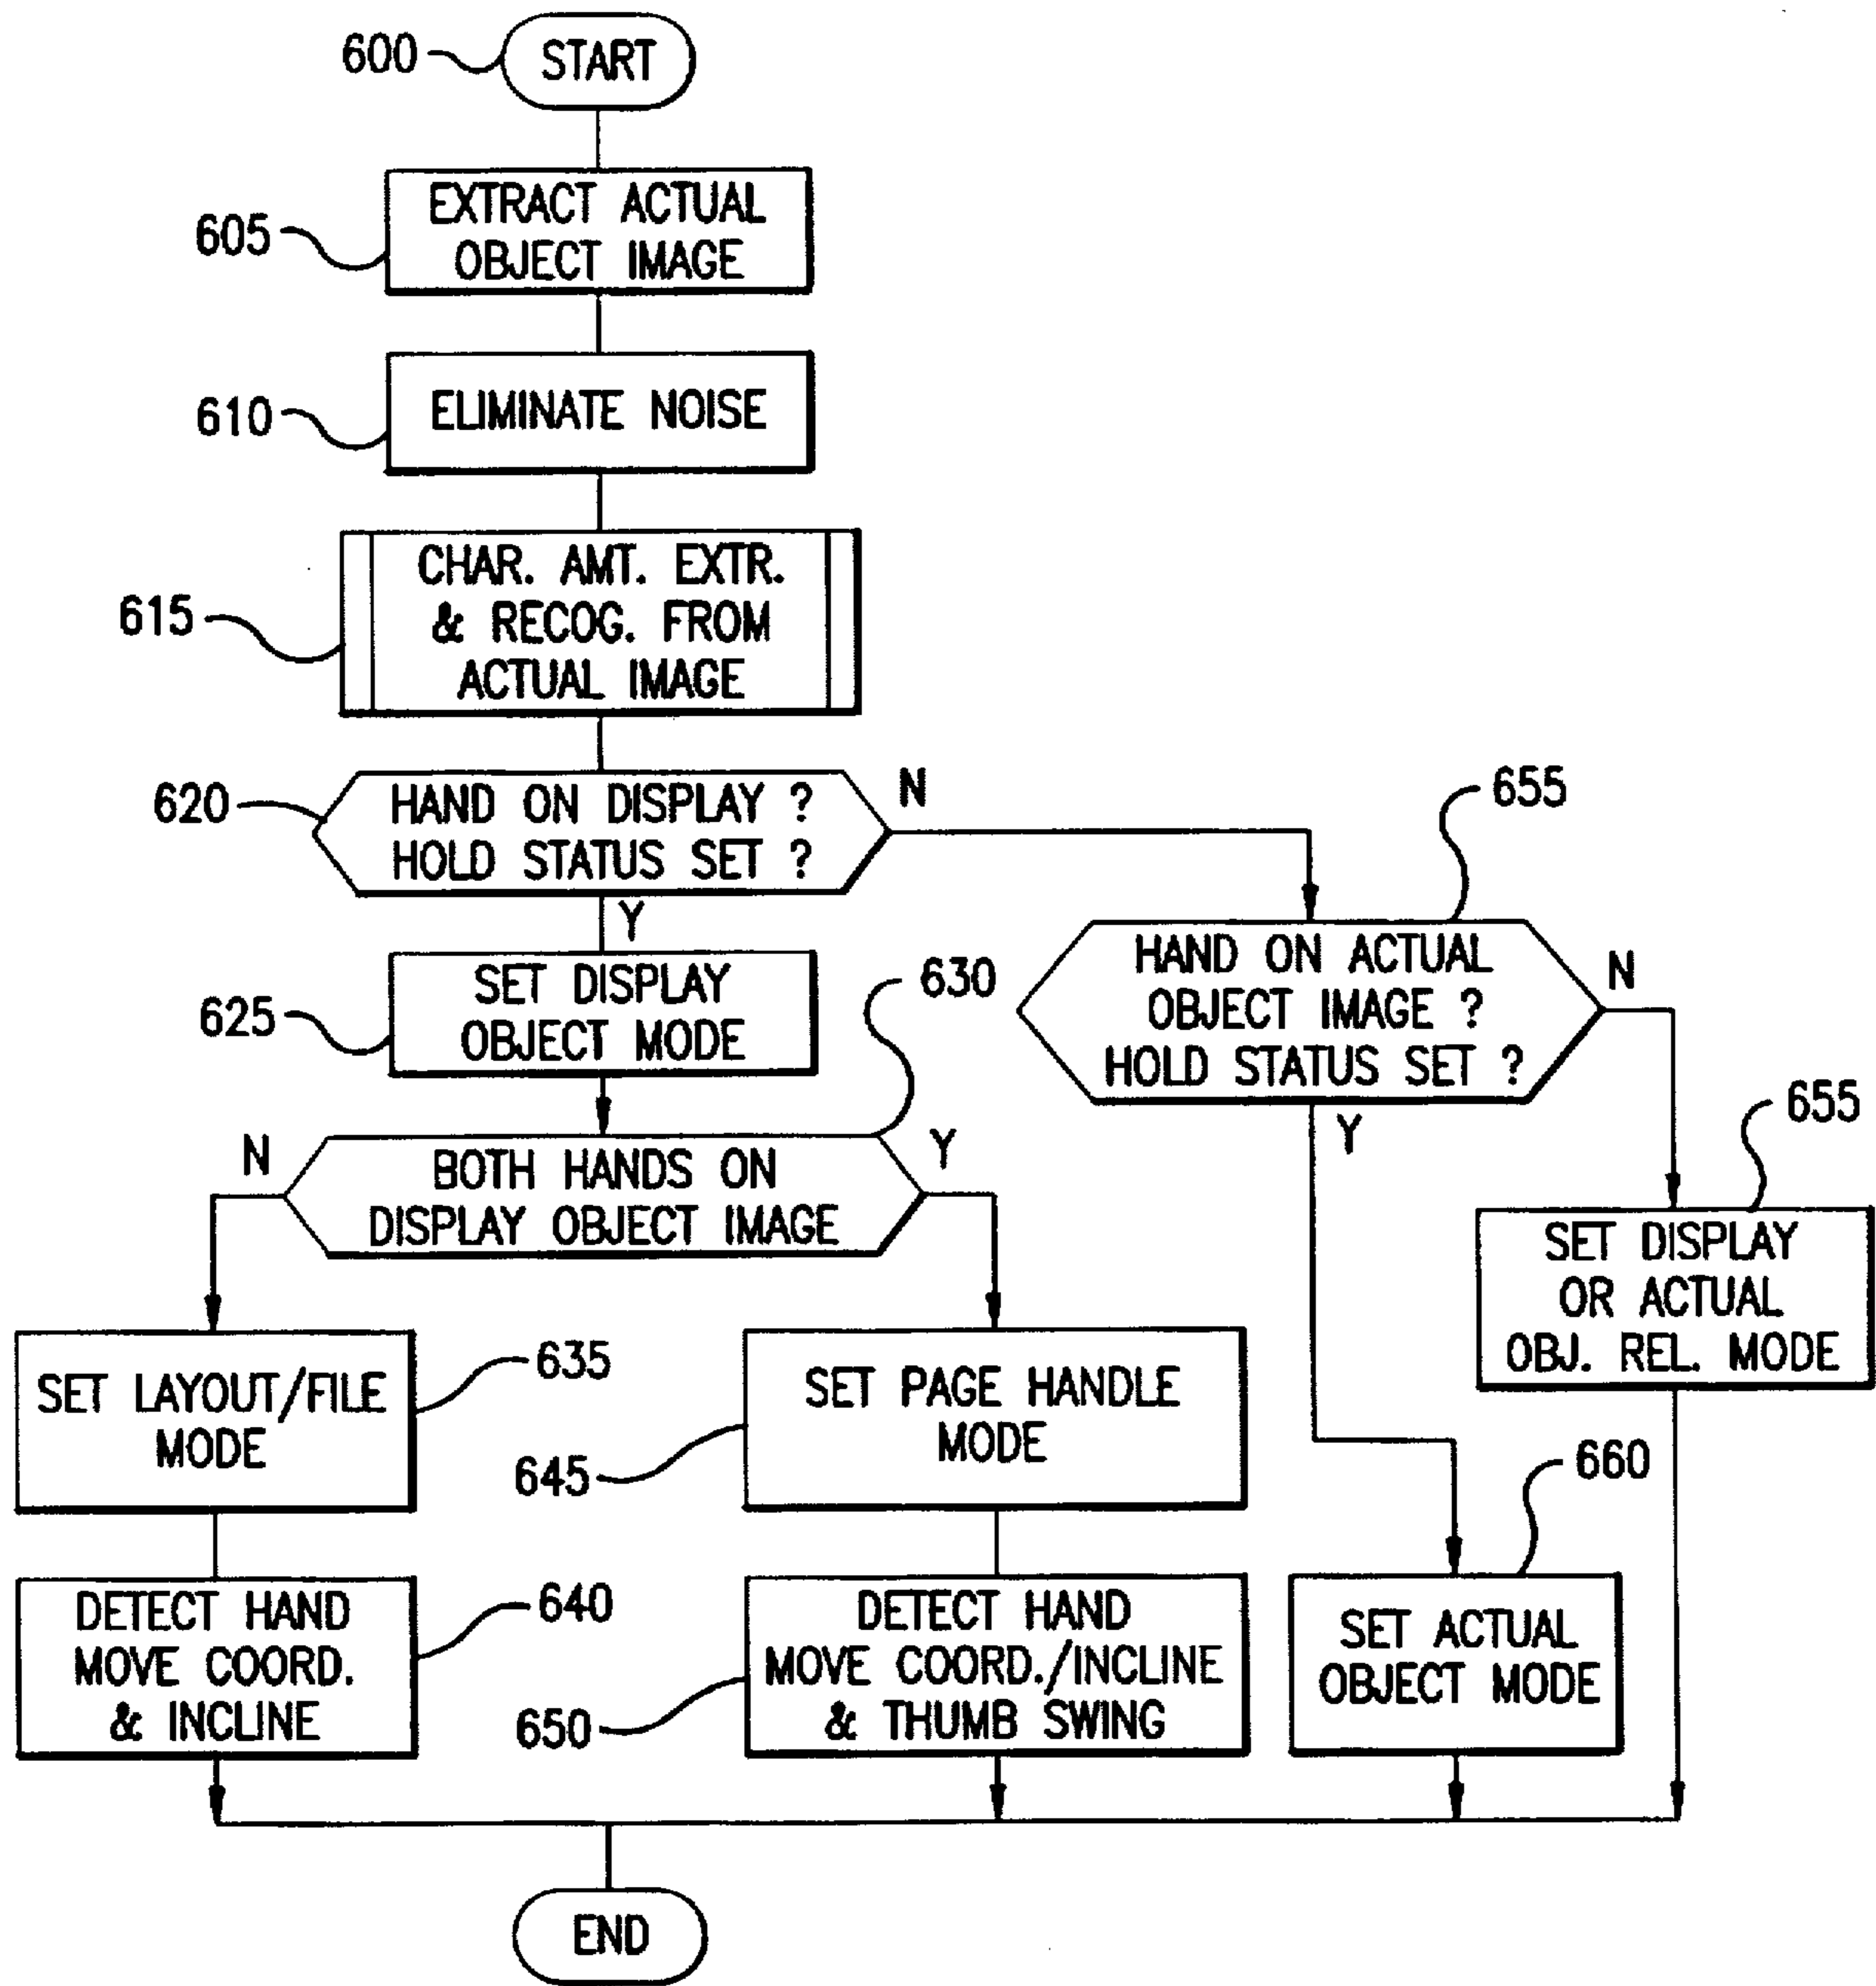 600
START
605
EXTRACT ACTUAL
OBJECT IMAGE
610
ELIMINATE NOISE
615
CHAR. AMT. EXTR.
& RECOG. FROM
ACTUAL IMAGE
620
HAND ON DISPLAY ?
HOLD STATUS SET ?
N
Y
655
HAND ON ACTUAL
OBJECT IMAGE ?
HOLD STATUS SET ?
N
Y
625
SET DISPLAY
OBJECT MODE
630
BOTH HANDS ON
DISPLAY OBJECT IMAGE
N
Y
655
SET DISPLAY
OR ACTUAL
OBJ. REL. MODE
SET LAYOUT/FILE
MODE
635
SET PAGE HANDLE
MODE
645
660
SET ACTUAL
OBJECT MODE
DETECT HAND
MOVE COORD.
& INCLINE
640
DETECT HAND
MOVE COORD./INCLINE
& THUMB SWING
650
END